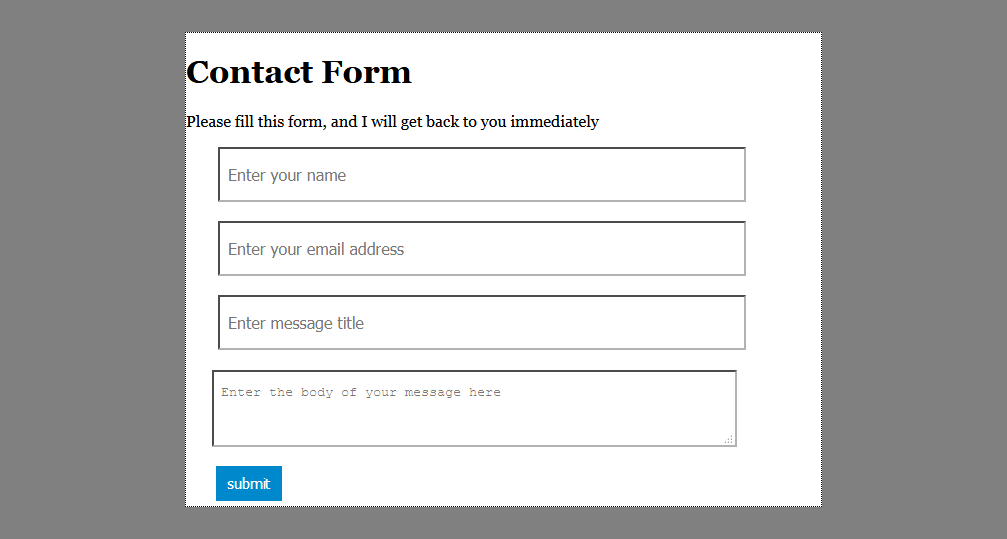 Contact Form
Please fill this form, and I will get back to you immediately
Enter your name
Enter your email address
Enter message title
Enter the body of your message here
submit